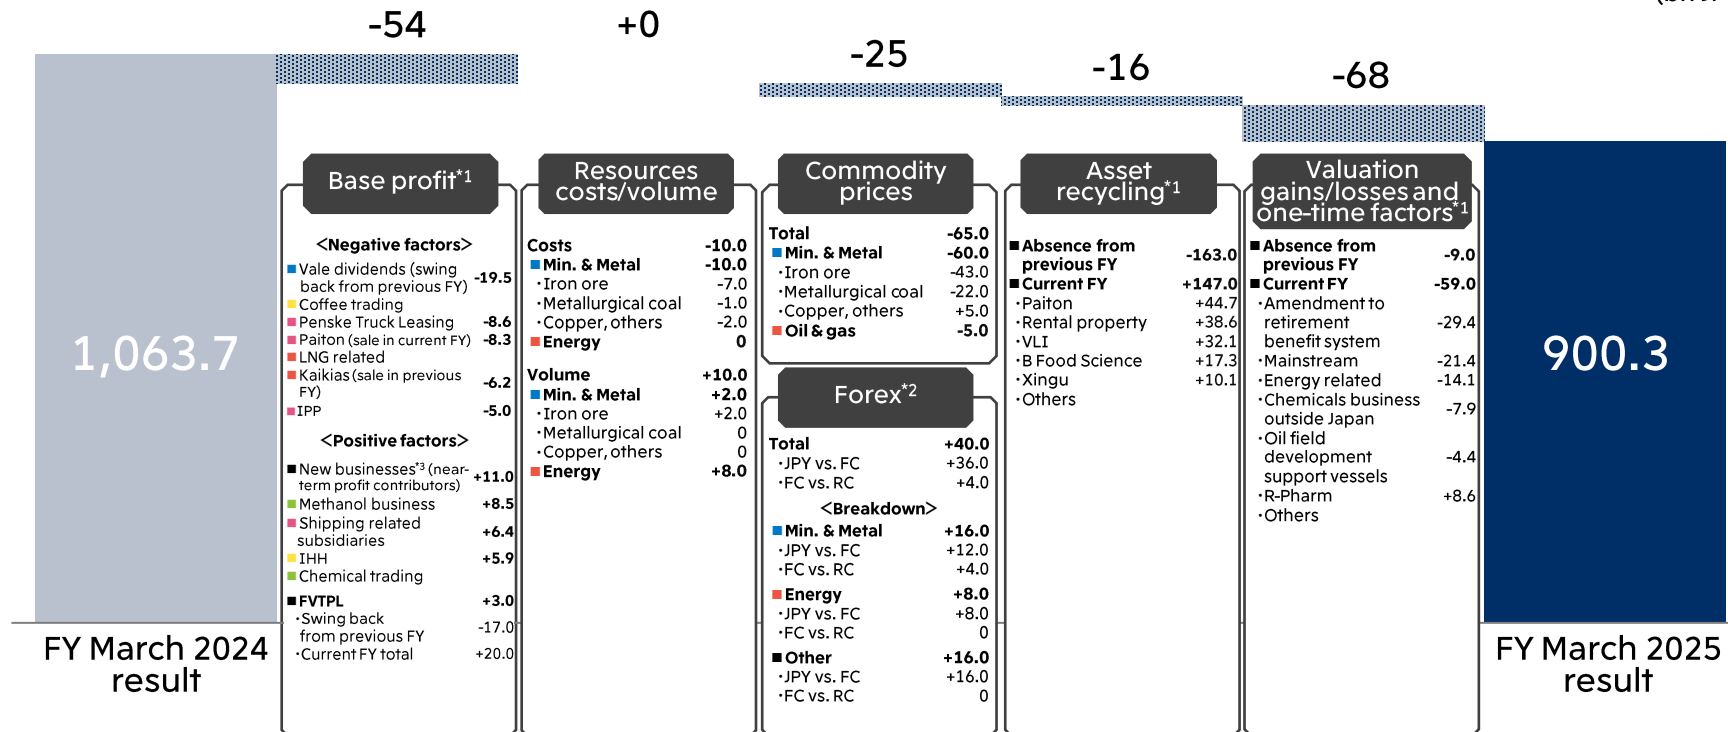 -54
+0
-25
-16
-68
1,063.7
FY March 2024
result
Base profit*1
<Negative factors>
Vale dividends (swing
back from previous FY) -19.5
Coffee trading
Penske Truck Leasing -8.6
Paiton (sale in current FY) -8.3
LNG related
Kaikias (sale in previous
FY) -6.2
IPP -5.0
<Positive factors>
New businesses*3 (near-
term profit contributors) +11.0
Methanol business +8.5
Shipping related
subsidiaries +6.4
IHH +5.9
Chemical trading
FVTPL +3.0
・Swing back
from previous FY -17.0
・Current FY total +20.0
Resources
costs/volume
Costs -10.0
Min. & Metal -10.0
・Iron ore -7.0
・Metallurgical coal -1.0
・Copper, others -2.0
Energy 0
Volume +10.0
Min. & Metal +2.0
・Iron ore +2.0
・Metallurgical coal 0
・Copper, others 0
Energy +8.0
Commodity
prices
Total -65.0
Min. & Metal -60.0
・Iron ore -43.0
・Metallurgical coal -22.0
・Copper, others +5.0
Oil & gas -5.0
Forex*2
Total +40.0
・JPY vs. FC +36.0
・FC vs. RC +4.0
<Breakdown>
Min. & Metal +16.0
・JPY vs. FC +12.0
・FC vs. RC +4.0
Energy +8.0
・JPY vs. FC +8.0
・FC vs. RC 0
Other +16.0
・JPY vs. FC +16.0
・FC vs. RC 0
Asset
recycling*1
Absence from
previous FY -163.0
Current FY +147.0
・Paiton +44.7
・Rental property +38.6
・VLI +32.1
・B Food Science +17.3
・Xingu +10.1
・Others
Valuation
gains/losses and
one-time factors*1
Absence from
previous FY -9.0
Current FY -59.0
・Amendment to
retirement -29.4
benefit system
・Mainstream -21.4
・Energy related -14.1
・Chemicals business
outside Japan -7.9
・Oil field
development -4.4
support vessels
・R-Pharm +8.6
・Others
900.3
FY March 2025
result